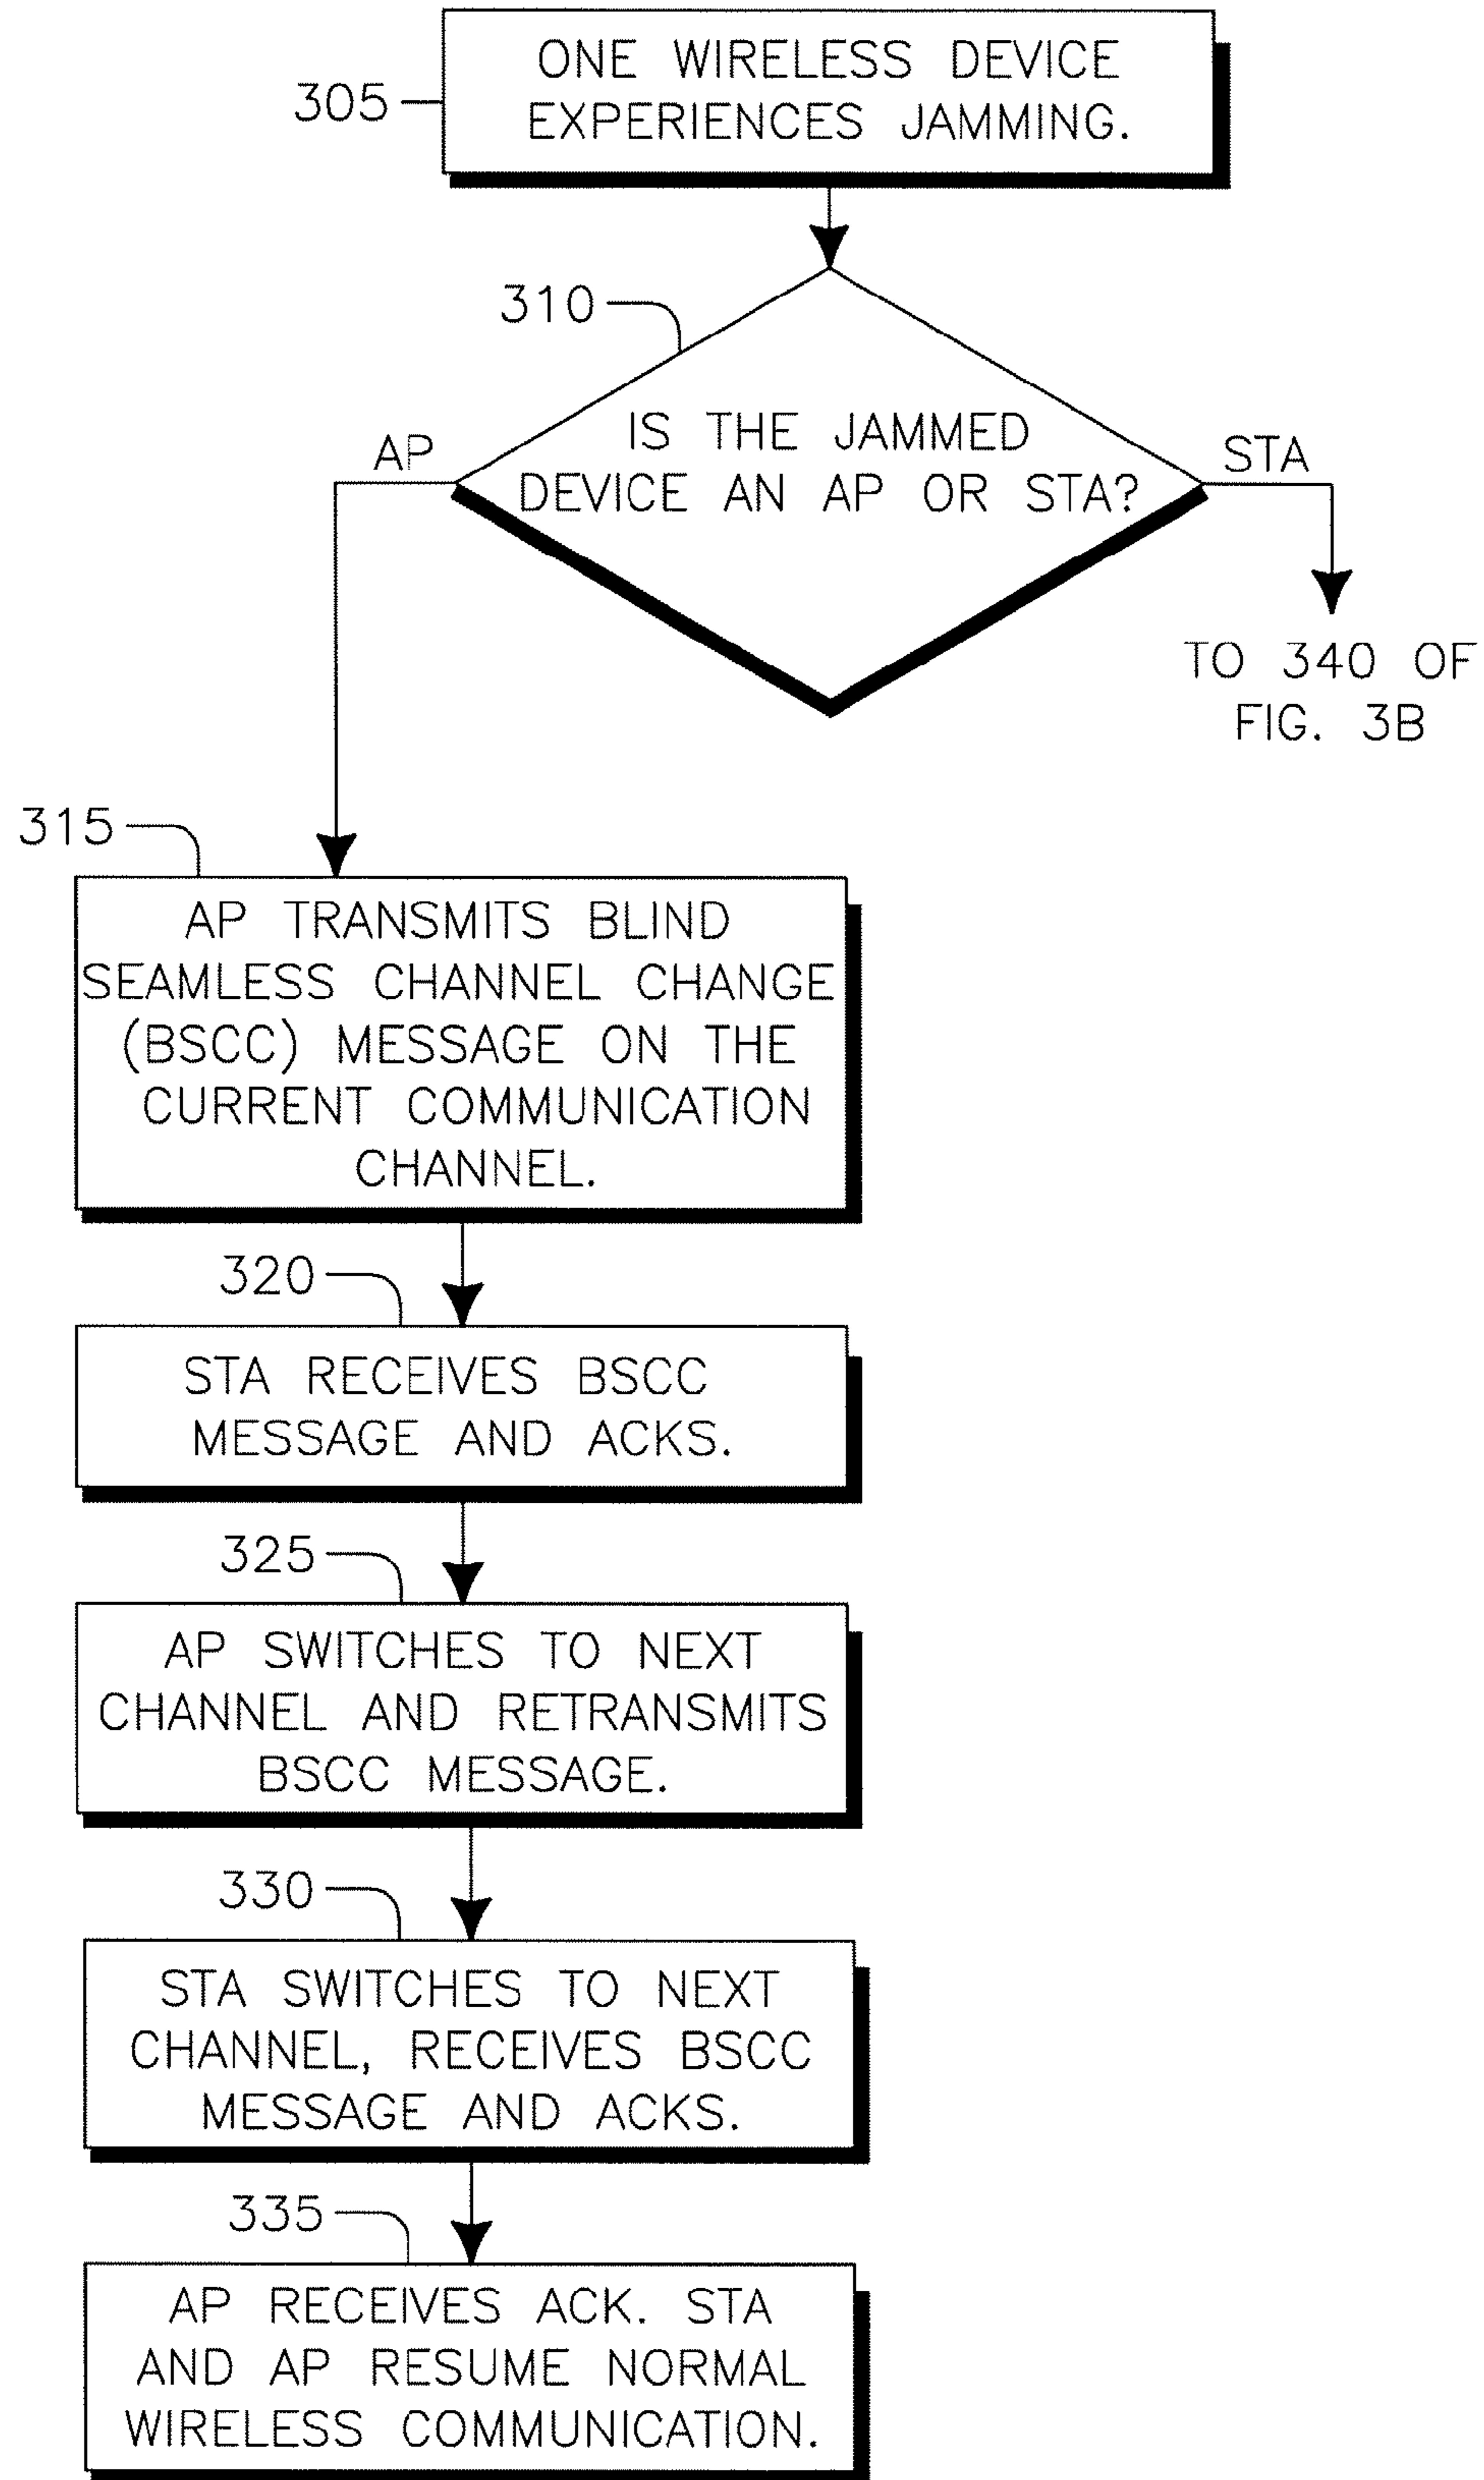 ONE WIRELESS DEVICE
EXPERIENCES JAMMING.
305
310
IS THE JAMMED
DEVICE AN AP OR STA?
AP
STA
TO 340 OF
FIG. 3B
315
AP TRANSMITS BLIND
SEAMLESS CHANNEL CHANGE
(BSCC) MESSAGE ON THE
CURRENT COMMUNICATION
CHANNEL.
320
STA RECEIVES BSCC
MESSAGE AND ACKS.
325
AP SWITCHES TO NEXT
CHANNEL AND RETRANSMITS
BSCC MESSAGE.
330
STA SWITCHES TO NEXT
CHANNEL, RECEIVES BSCC
MESSAGE AND ACKS.
335
AP RECEIVES ACK. STA
AND AP RESUME NORMAL
WIRELESS COMMUNICATION.